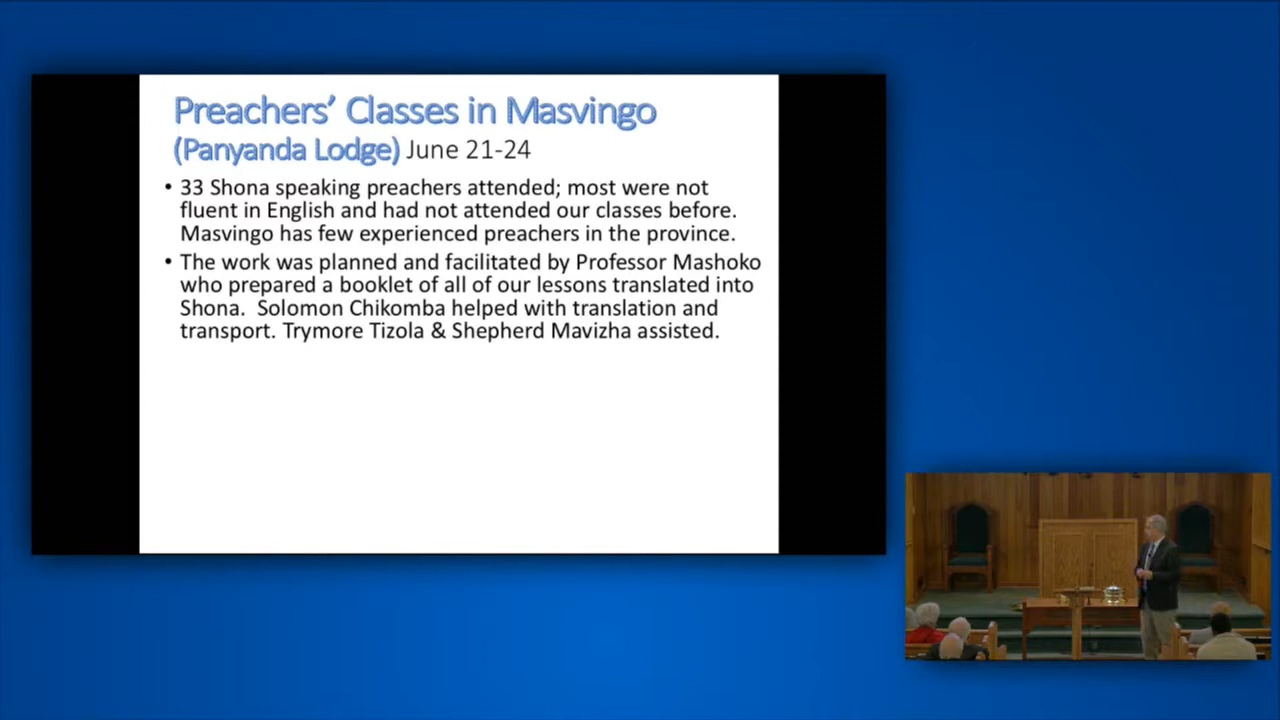 Preachers’ Classes in Masvingo
(Panyanda Lodge) June 21-24
• 33 Shona speaking preachers attended; most were not
fluent in English and had not attended our classes before.
Masvingo has few experienced preachers in the province.
• The work was planned and facilitated by Professor Mashoko
who prepared a booklet of all of our lessons translated into
Shona.  Solomon Chikomba helped with translation and
transport. Trymore Tizola & Shepherd Mavizha assisted.